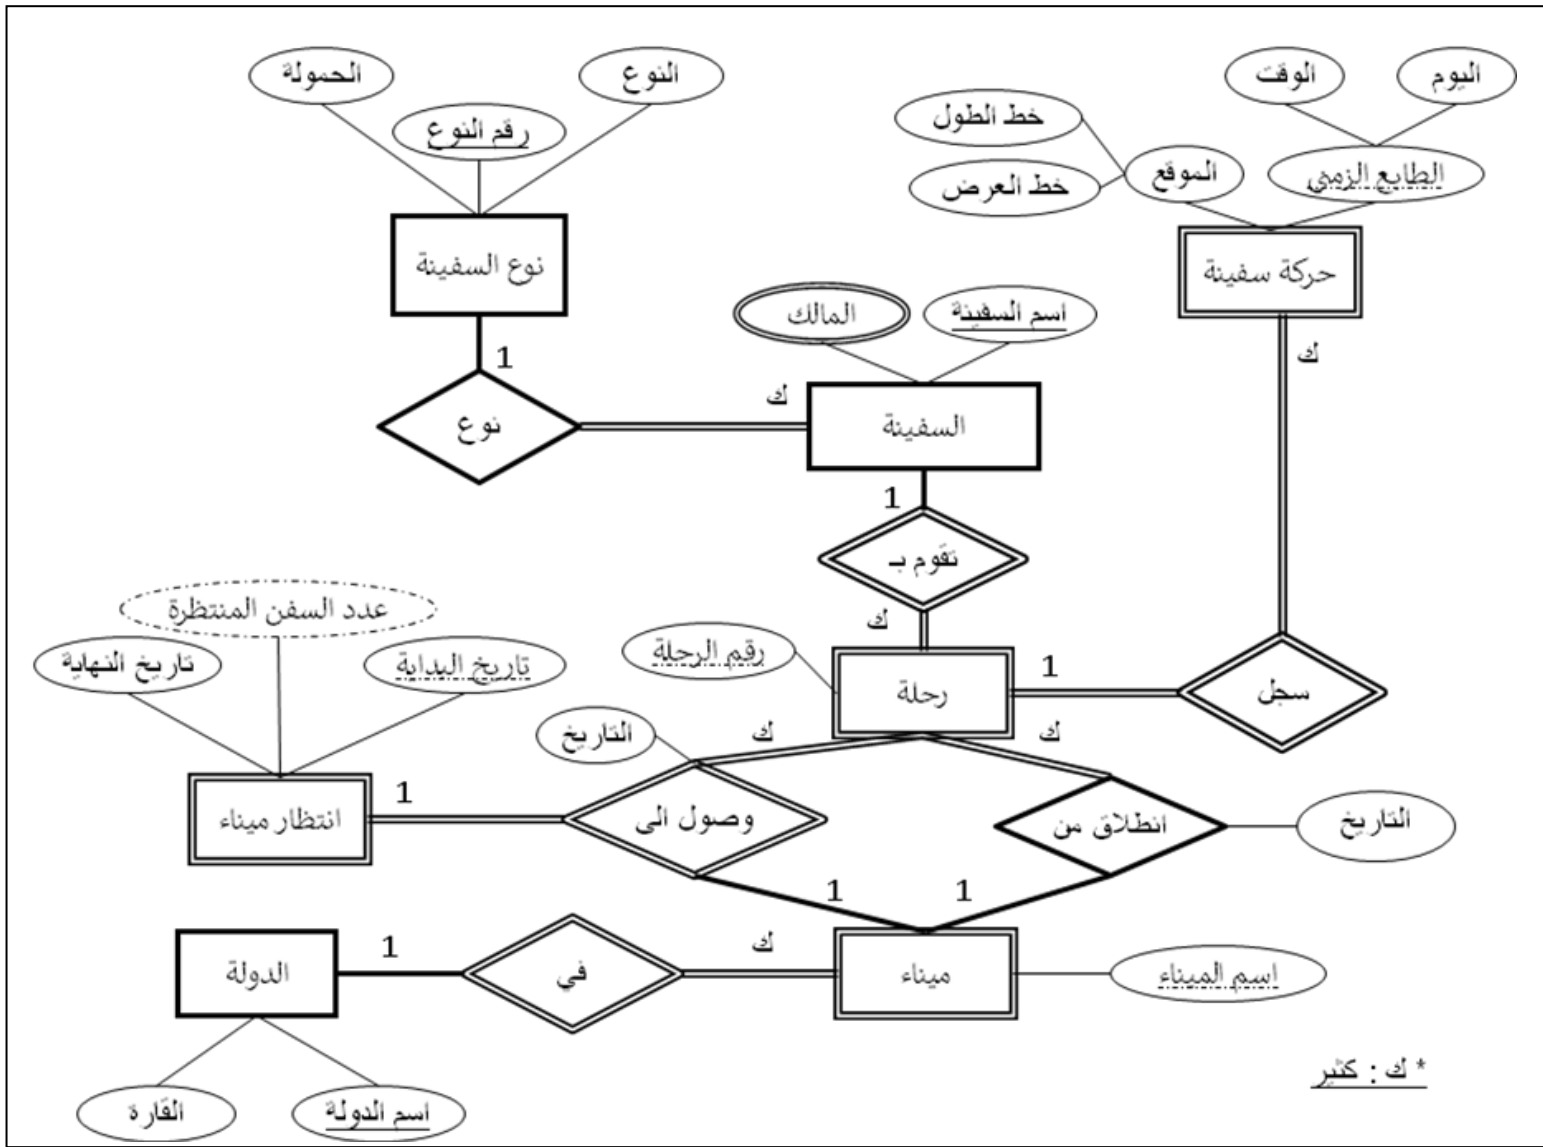 النوع
الحمولة
رقم النوع
نوع السفينة
1
نوع
ك
اليوم
الوقت
الطابع الزمني
الموقع
خط الطول
خط العرض
حركة سفينة
ك
اسم السفينة
المالك
السفينة
1
تقوم بـ
ك
رقم الرحلة
رحلة
1
سجل
عدد السفن المنتظرة
تاريخ البداية
تاريخ النهاية
انتظار ميناء
1
التاريخ
ك
وصول الى
1
ك
انطلاق من
1
التاريخ
ميناء
اسم الميناء
ك
في
1
الدولة
اسم الدولة
القارة
* ك : كثير